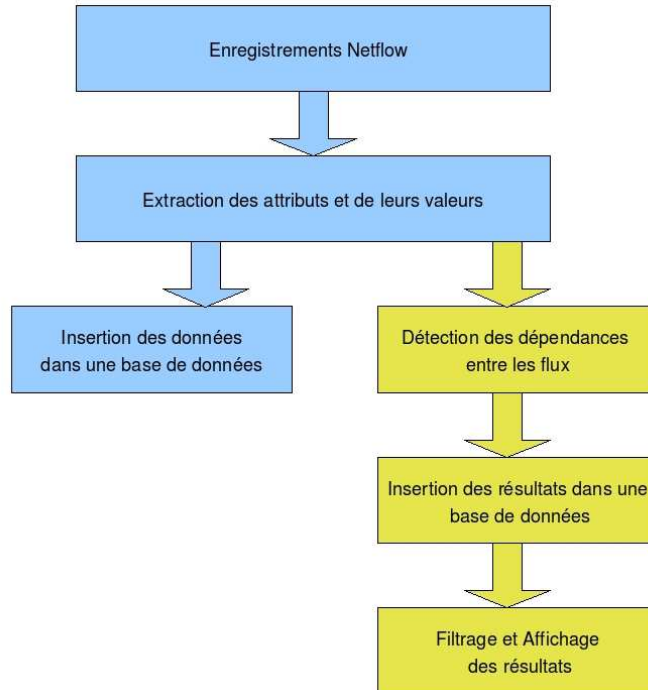 Enregistrements Netflow
Extraction des attributs et de leurs valeurs
Insertion des données
dans une base de données
Détection des dépendances
entre les flux
Insertion des résultats dans une
base de données
Filtrage et Affichage
des résultats